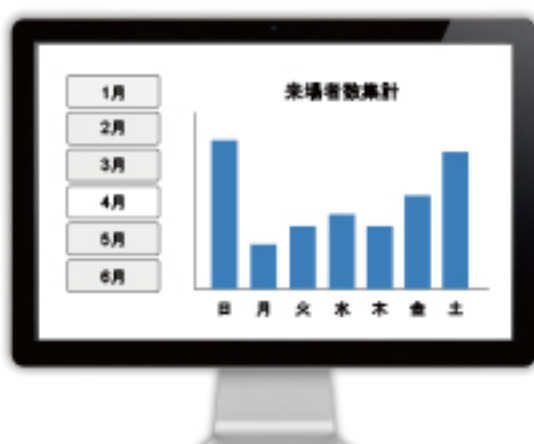 来場者数集計
1月
2月
3月
4月
5月
6月
日 月 火 水 木 金 土